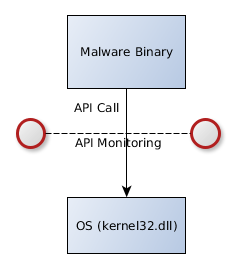 Malware Binary
API Call
API Monitoring
OS (kernel32.dll)